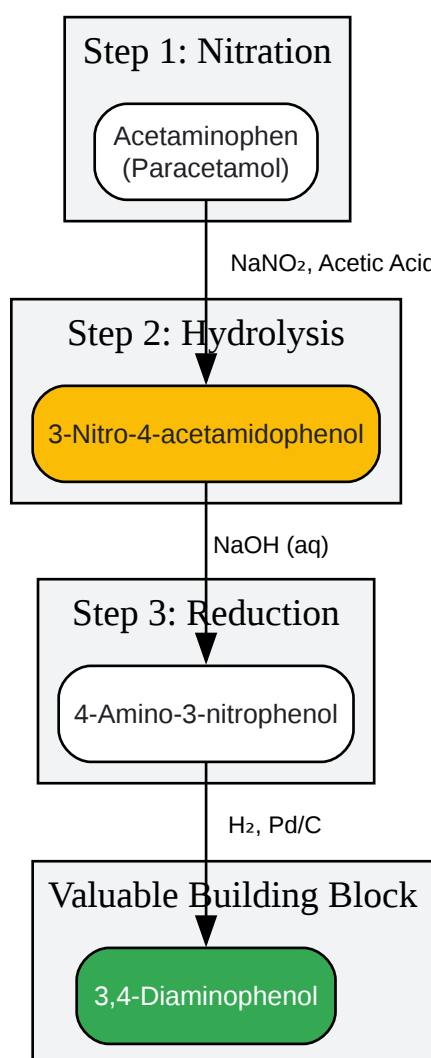 Step 1: Nitration
Acetaminophen
(Paracetamol)
NaNO₂, Acetic Acid
Step 2: Hydrolysis
3-Nitro-4-acetamidophenol
NaOH (aq)
Step 3: Reduction
4-Amino-3-nitrophenol
H₂, Pd/C
Valuable Building Block
3,4-Diaminophenol